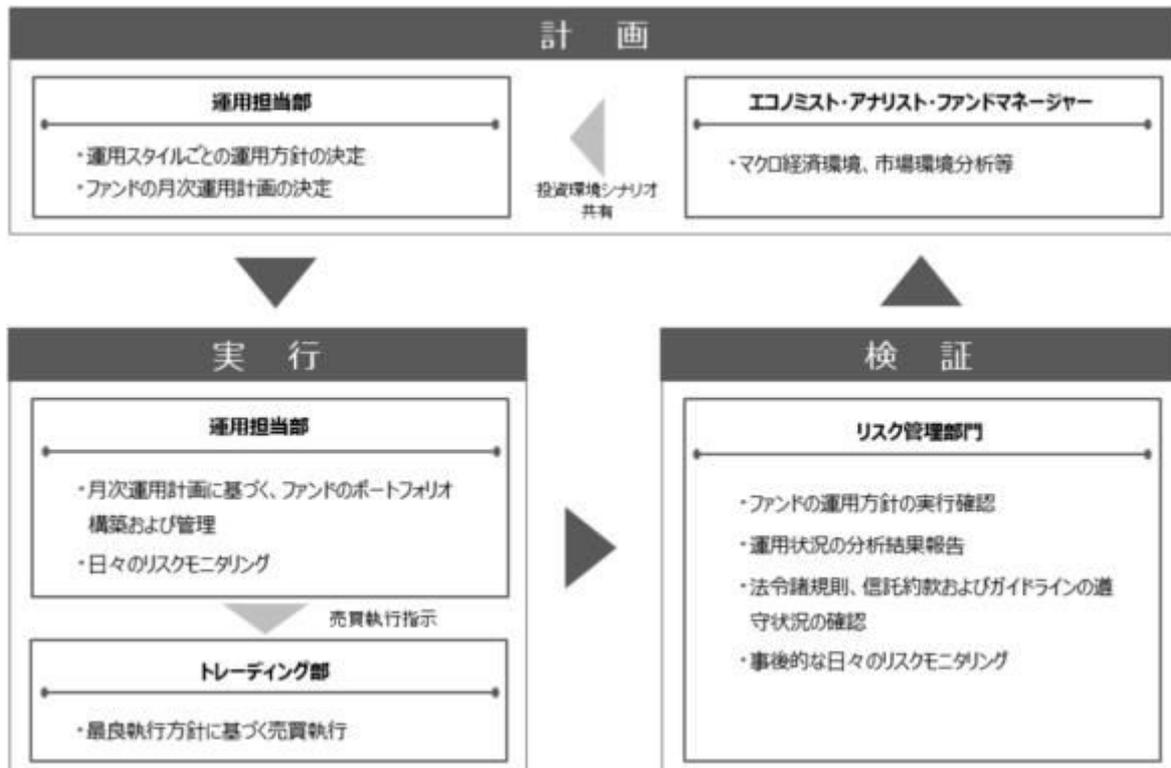 計 画
運用担当部
・運用スタイルごとの運用方針の決定
・ファンドの月次運用計画の決定
投資環境シナリオ
共有
エコノミスト・アナリスト・ファンドマネージャー
・マクロ経済環境、市場環境分析等
実 行
運用担当部
・月次運用計画に基づく、ファンドのポートフォリオ
構築および管理
・日々のリスクモニタリング
売買執行指示
トレーディング部
・最良執行方針に基づく売買執行
検 証
リスク管理部門
・ファンドの運用方針の実行確認
・運用状況の分析結果報告
・法令諸規則、信託約款およびガイドラインの遵
守状況の確認
・事後的な日々のリスクモニタリング